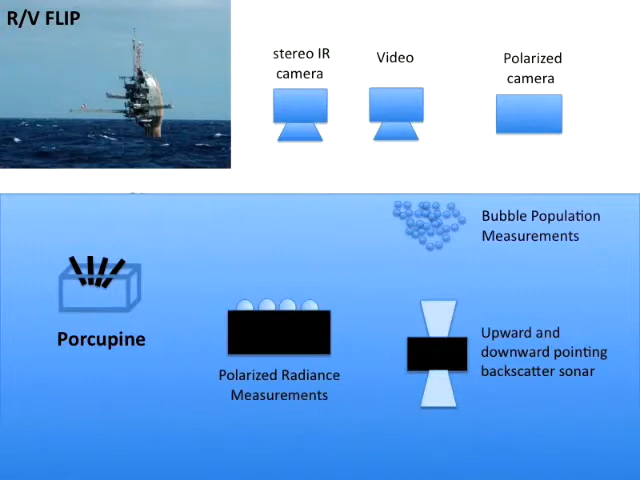 R/V FLIP
stereo IR
camera
Video
Polarized
camera
Bubble Population
Measurements
Porcupine
Upward and
downward pointing
backscatter sonar
Polarized Radiance
Measurements